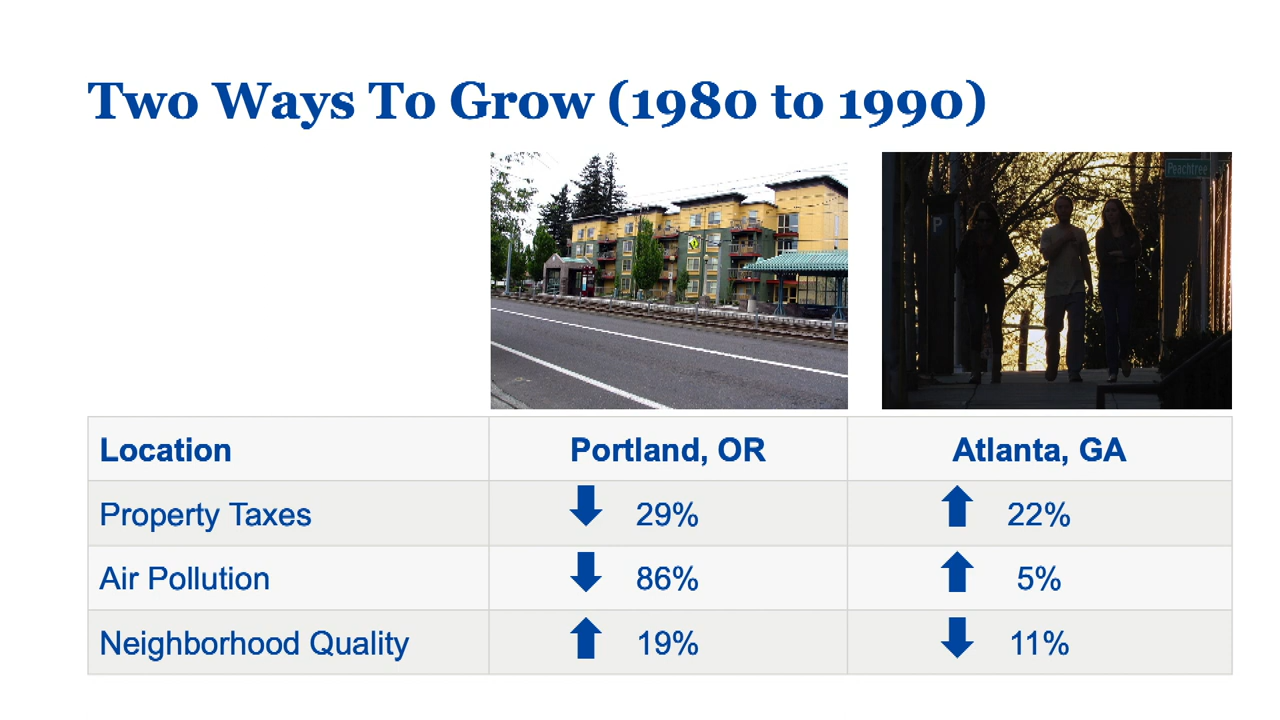 Two Ways To Grow (1980 to 1990)
P
Peachtree
Location Portland, OR Atlanta, GA
Property Taxes 29% 22%
Air Pollution 86% 5%
Neighborhood Quality 19% 11%